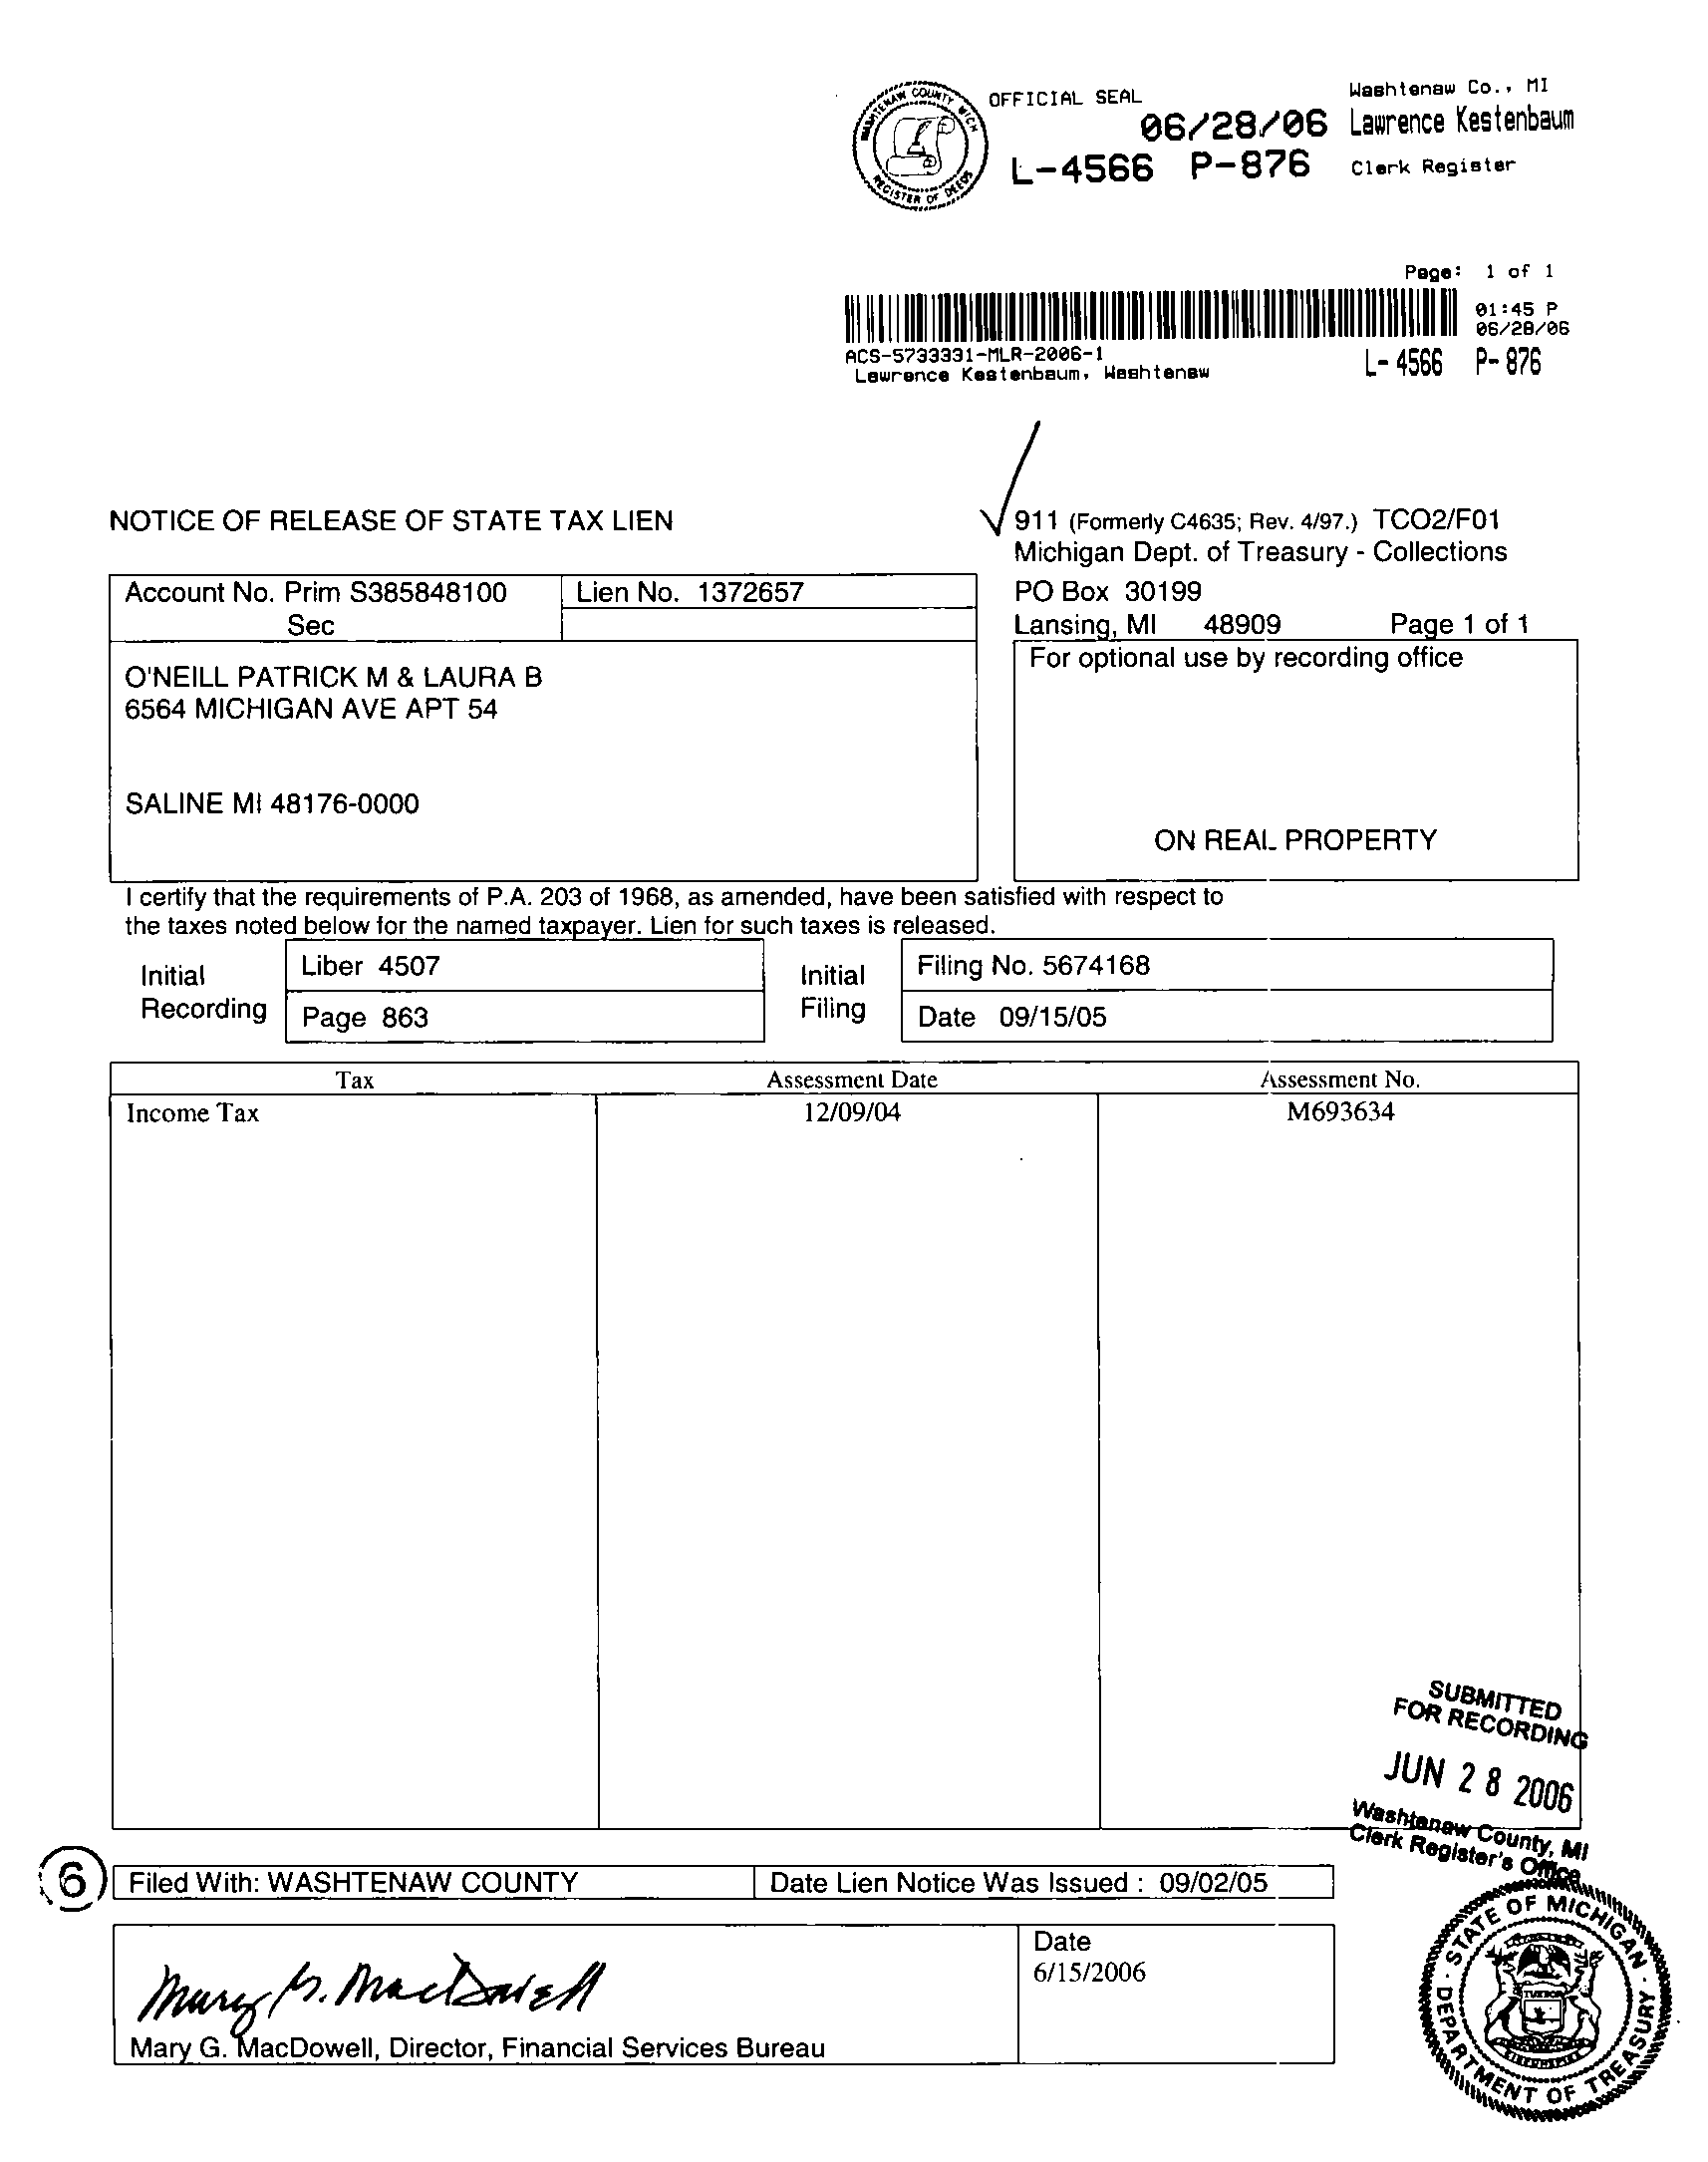 WASHTENAW COUNTY MICH
REGISTER OF DEEDS
OFFICIAL SEAL
Washtenaw Co., MI
06/28/06 Lawrence Kestenbaum
L-4566 P-876 Clerk Register
Page: 1 of 1
01:45 P
06/28/06
ACS-5733331-MLR-2006-1
Lawrence Kestenbaum, Washtenaw
L-4566 P-876
NOTICE OF RELEASE OF STATE TAX LIEN
911 (Formerly C4635; Rev. 4/97.) TCO2/F01
Michigan Dept. of Treasury - Collections
Account No. Prim S385848100
Lien No. 1372657
PO Box 30199
Sec
Lansing, MI 48909 Page 1 of 1
For optional use by recording office
O'NEILL PATRICK M & LAURA B
6564 MICHIGAN AVE APT 54
SALINE MI 48176-0000
ON REAL PROPERTY
I certify that the requirements of P.A. 203 of 1968, as amended, have been satisfied with respect to
the taxes noted below for the named taxpayer. Lien for such taxes is released.
Initial
Recording
Liber 4507
Page 863
Initial
Filing
Filing No. 5674168
Date 09/15/05
Tax Assessment Date Assessment No.
Income Tax 12/09/04 M693634
SUBMITTED
FOR RECORDING
JUN 28 2006
Washtenaw County, MI
Clerk Register's Office
6
Filed With: WASHTENAW COUNTY
Date Lien Notice Was Issued : 09/02/05
Mary G. MacDowell
Mary G. MacDowell, Director, Financial Services Bureau
Date
6/15/2006
STATE OF MICHIGAN
DEPARTMENT OF TREASURY
TUEBOR